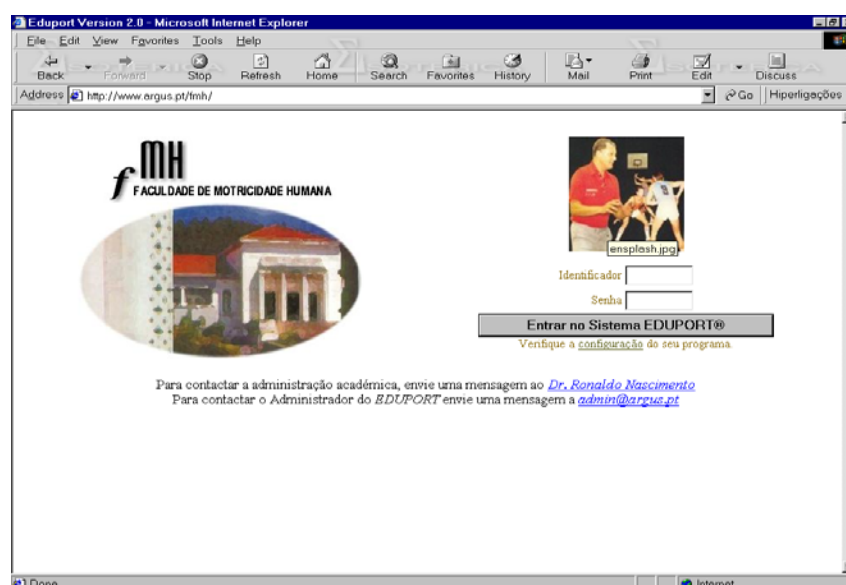 Eduport Version 2.0 - Microsoft Internet Explorer
File Edit View Favorites Tools Help
Back Forward Stop Refresh Home Search Favorites History Mail Print Edit Discuss
Address http://www.argus.pt/fmh/ Go Hiperligações
fMH
FACULDADE DE MOTRICIDADE HUMANA
ensplash.jpg
Identificador
Senha
Entrar no Sistema EDUPORT®
Verifique a configuração do seu programa.
Para contactar a administração académica, envie uma mensagem ao Dr. Ronaldo Nascimento
Para contactar o Administrador do EDUPORT envie uma mensagem a admin@argus.pt
Done Internet